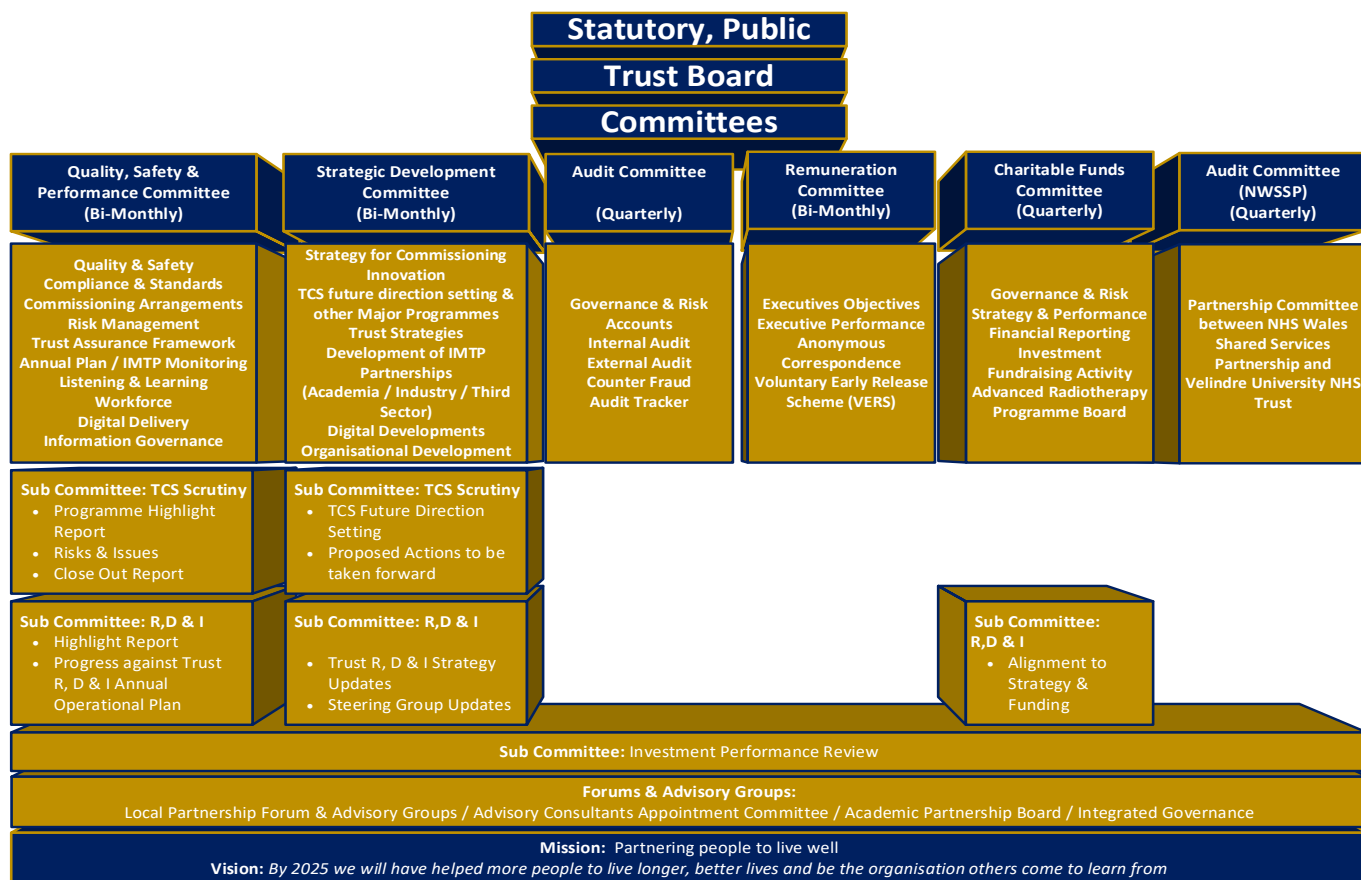 Statutory, Public
Trust Board
Committees
Quality, Safety &
Performance Committee
(Bi-Monthly)
Strategic Development
Committee
(Bi-Monthly)
Audit Committee
(Quarterly)
Remuneration
Committee
(Bi-Monthly)
Charitable Funds
Committee
(Quarterly)
Audit Committee
(NWSSP)
(Quarterly)
Quality & Safety
Compliance & Standards
Commissioning Arrangements
Risk Management
Trust Assurance Framework
Annual Plan / IMTP Monitoring
Listening & Learning
Workforce
Digital Delivery
Information Governance
Strategy for Commissioning
Innovation
TCS future direction setting &
other Major Programmes
Trust Strategies
Development of IMTP
Partnerships
(Academia / Industry / Third
Sector)
Digital Developments
Organisational Development
Governance & Risk
Accounts
Internal Audit
External Audit
Counter Fraud
Audit Tracker
Executives Objectives
Executive Performance
Anonymous
Correspondence
Voluntary Early Release
Scheme (VERS)
Governance & Risk
Strategy & Performance
Financial Reporting
Investment
Fundraising Activity
Advanced Radiotherapy
Programme Board
Partnership Committee
between NHS Wales
Shared Services
Partnership and
Velindre University NHS
Trust
Sub Committee: TCS Scrutiny
• Programme Highlight
Report
• Risks & Issues
• Close Out Report
Sub Committee: TCS Scrutiny
• TCS Future Direction
Setting
• Proposed Actions to be
taken forward
Sub Committee: R,D & I
• Highlight Report
• Progress against Trust
R, D & I Annual
Operational Plan
Sub Committee: R,D & I
• Trust R, D & I Strategy
Updates
• Steering Group Updates
Sub Committee:
R,D & I
• Alignment to
Strategy &
Funding
Sub Committee: Investment Performance Review
Forums & Advisory Groups:
Local Partnership Forum & Advisory Groups / Advisory Consultants Appointment Committee / Academic Partnership Board / Integrated Governance
Mission: Partnering people to live well
Vision: By 2025 we will have helped more people to live longer, better lives and be the organisation others come to learn from